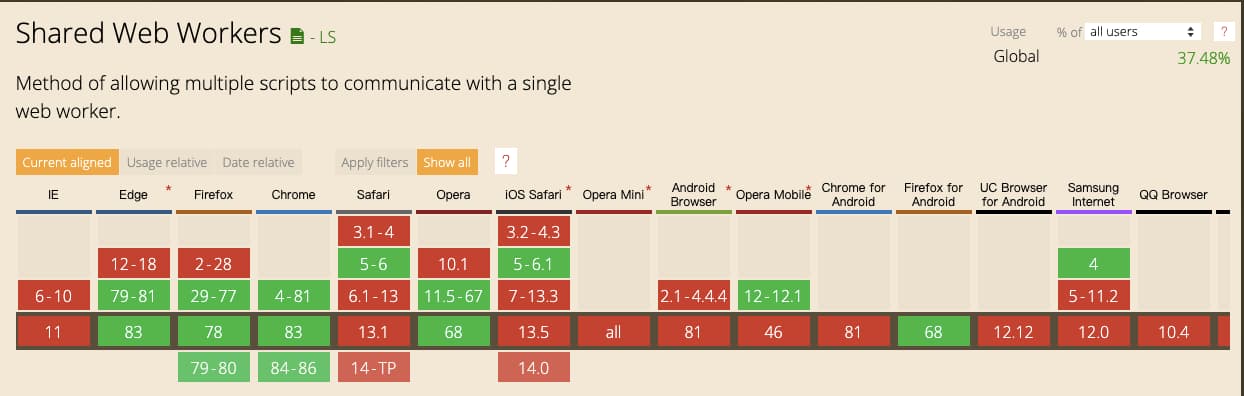 Shared Web Workers - LS
Usage % of all users ?
Global 37.48%
Method of allowing multiple scripts to communicate with a single
web worker.
Current aligned Usage relative Date relative Apply filters Show all ?
IE Edge * Firefox Chrome Safari Opera iOS Safari * Opera Mini * Android Browser * Opera Mobile * Chrome for Android Firefox for Android UC Browser for Android Samsung Internet QQ Browser
3.1-4 3.2-4.3
12-18 2-28 5-6 10.1 5-6.1 4
6-10 79-81 29-77 4-81 6.1-13 11.5-67 7-13.3 2.1-4.4.4 12-12.1 5-11.2
11 83 78 83 13.1 68 13.5 all 81 46 81 68 12.12 12.0 10.4
79-80 84-86 14-TP 14.0